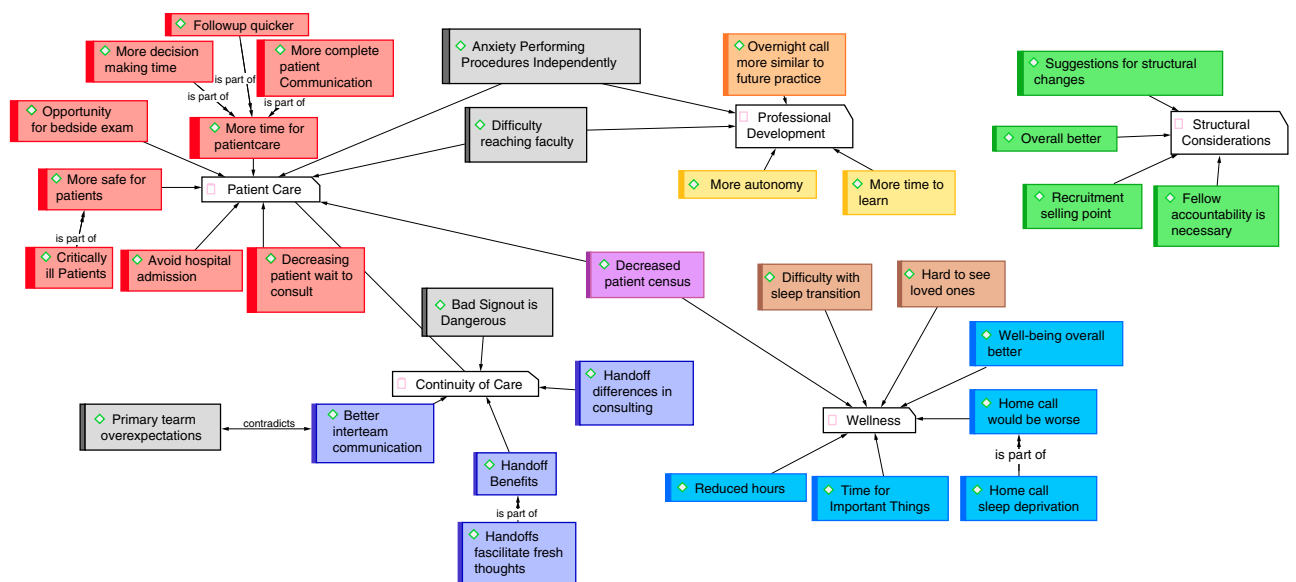 Followup quicker
More decision
making time
More complete
patient
Communication
is part of
is part of
is part of
Opportunity
for bedside exam
More time for
patientcare
Anxiety Performing
Procedures Independently
Difficulty
reaching faculty
Overnight call
more similar to
future practice
Professional
Development
More autonomy
More time to
learn
Suggestions for structural
changes
Overall better
Structural
Considerations
Recruitment
selling point
Fellow
accountability is
necessary
More safe for
patients
Patient Care
is part of
Critically
ill Patients
Avoid hospital
admission
Decreasing
patient wait to
consult
Decreased
patient census
Difficulty with
sleep transition
Hard to see
loved ones
Bad Signout is
Dangerous
Well-being overall
better
Continuity of Care
Handoff
differences in
consulting
Primary tearm
overexpectations
contradicts
Better
interteam
communication
Wellness
Home call
would be worse
is part of
Handoff
Benefits
Reduced hours
Time for
Important Things
Home call
sleep deprivation
is part of
Handoffs
fascilitate fresh
thoughts